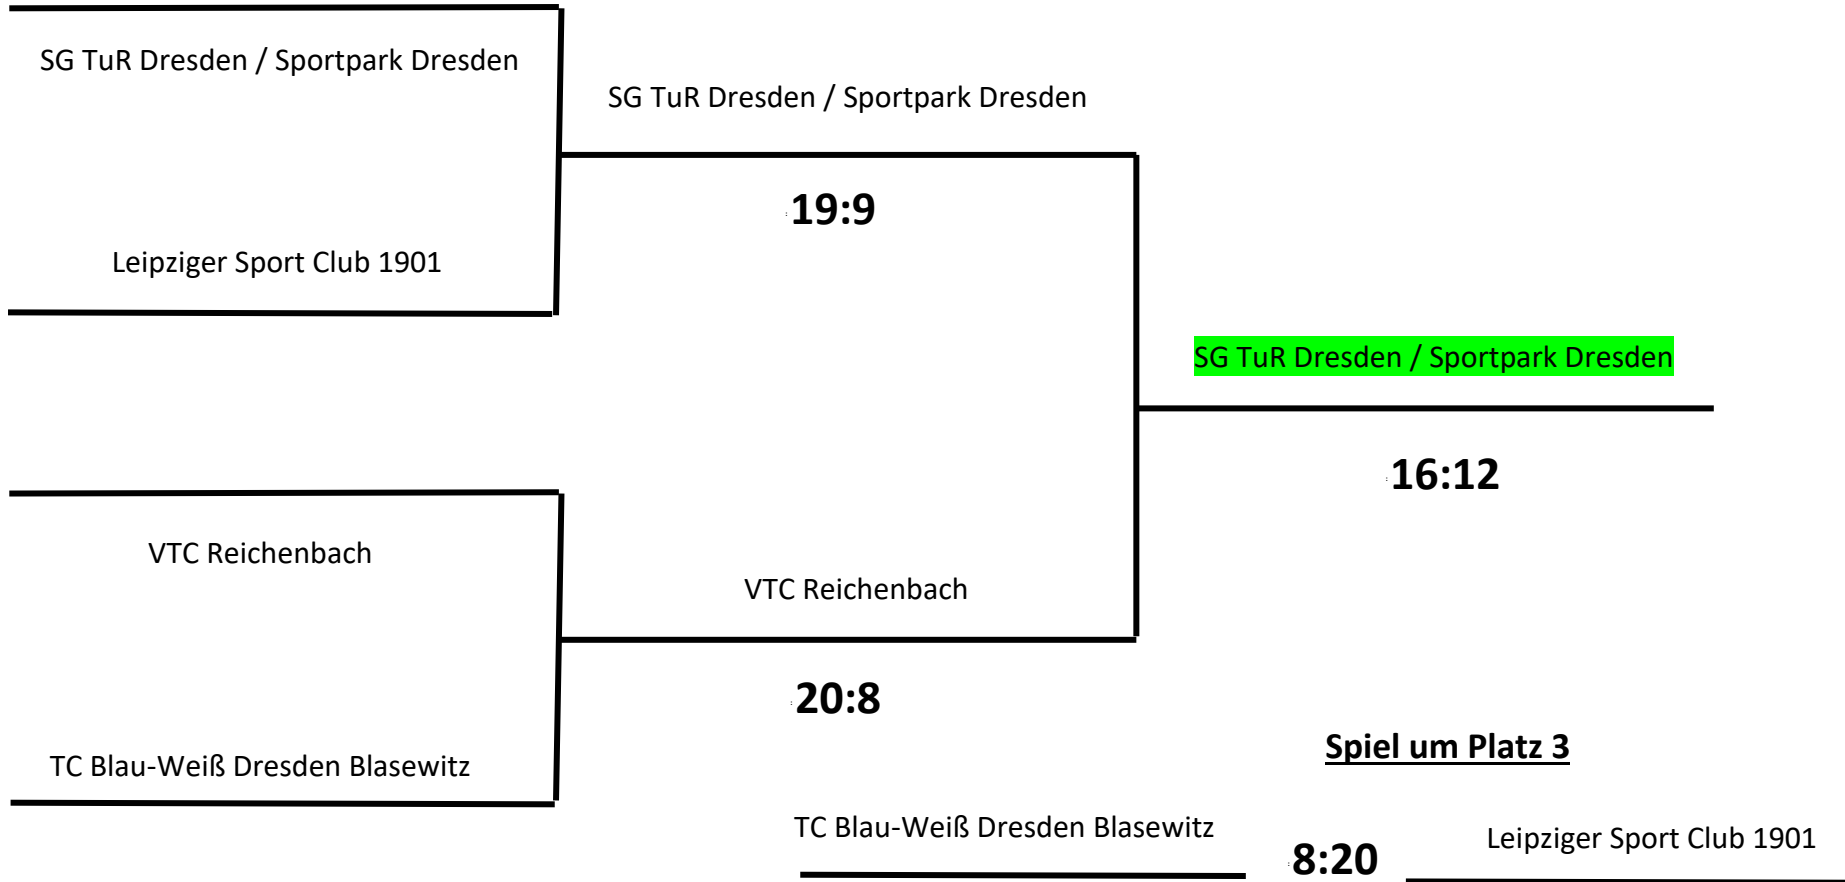 SG TuR Dresden / Sportpark Dresden
SG TuR Dresden / Sportpark Dresden
19:9
Leipziger Sport Club 1901
SG TuR Dresden / Sportpark Dresden
16:12
VTC Reichenbach
VTC Reichenbach
20:8
TC Blau-Weiß Dresden Blasewitz
Spiel um Platz 3
TC Blau-Weiß Dresden Blasewitz
8:20
Leipziger Sport Club 1901